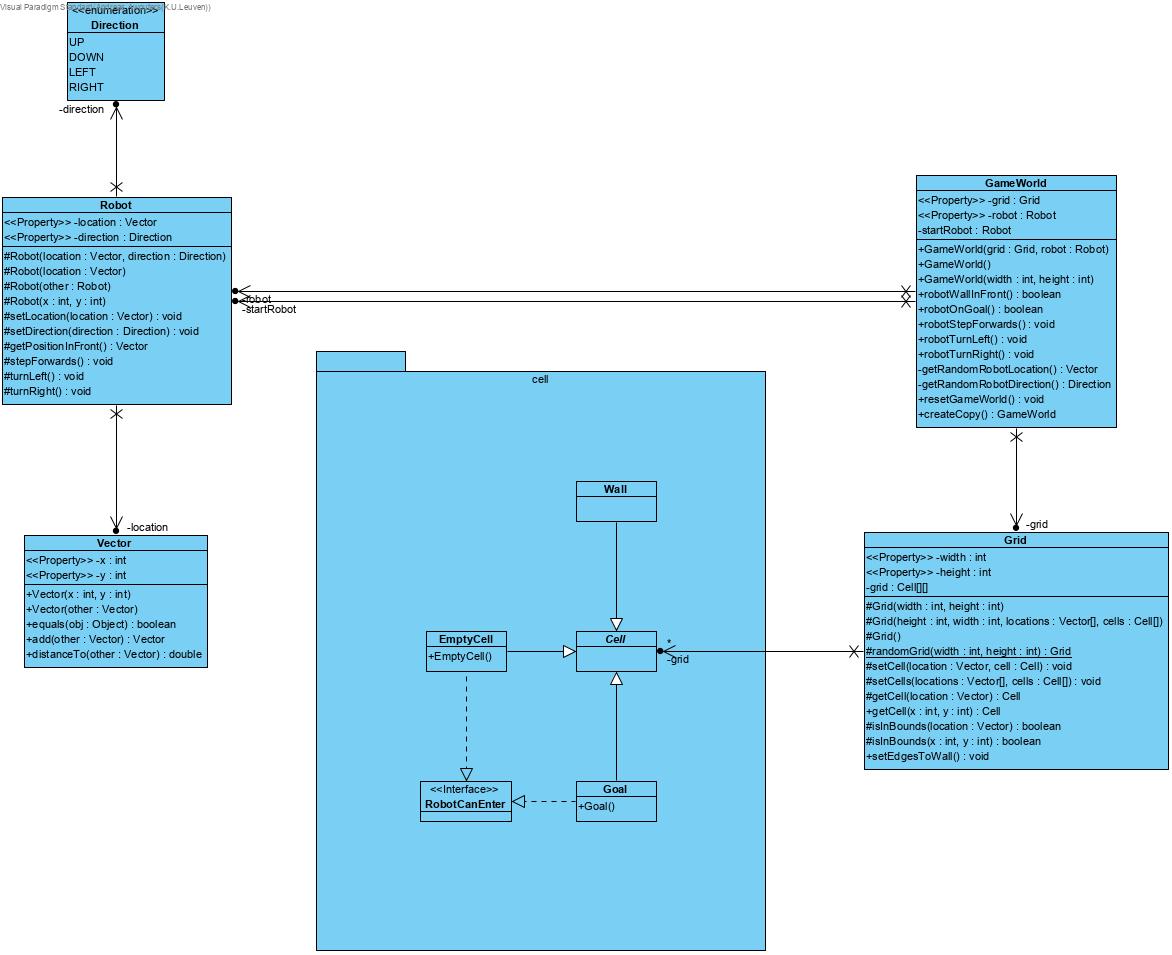 Visual Paradigm Standard
K.U.Leuven))
<<enumeration>>
Direction
UP
DOWN
LEFT
RIGHT
-direction
Robot
<<Property>> -location : Vector
<<Property>> -direction : Direction
#Robot(location : Vector, direction : Direction)
#Robot(location : Vector)
#Robot(other : Robot)
#Robot(x : int, y : int)
#setLocation(location : Vector) : void
#setDirection(direction : Direction) : void
#getPositionInFront() : Vector
#stepForwards() : void
#turnLeft() : void
#turnRight() : void
-robot
-startRobot
GameWorld
<<Property>> -grid : Grid
<<Property>> -robot : Robot
-startRobot : Robot
+GameWorld(grid : Grid, robot : Robot)
+GameWorld()
+GameWorld(width : int, height : int)
+robotWallInFront() : boolean
+robotOnGoal() : boolean
+robotStepForwards() : void
+robotTurnLeft() : void
+robotTurnRight() : void
-getRandomRobotLocation() : Vector
-getRandomRobotDirection() : Direction
+resetGameWorld() : void
+createCopy() : GameWorld
-location
Vector
<<Property>> -x : int
<<Property>> -y : int
+Vector(x : int, y : int)
+Vector(other : Vector)
+equals(obj : Object) : boolean
+add(other : Vector) : Vector
+distanceTo(other : Vector) : double
cell
Wall
EmptyCell
+EmptyCell()
Cell
*
-grid
<<Interface>>
RobotCanEnter
Goal
+Goal()
-grid
Grid
<<Property>> -width : int
<<Property>> -height : int
-grid : Cell[][]
#Grid(width : int, height : int)
#Grid(height : int, width : int, locations : Vector[], cells : Cell[])
#Grid()
#randomGrid(width : int, height : int) : Grid
#setCell(location : Vector, cell : Cell) : void
#setCells(locations : Vector[], cells : Cell[]) : void
#getCell(location : Vector) : Cell
+getCell(x : int, y : int) : Cell
#isInBounds(location : Vector) : boolean
#isInBounds(x : int, y : int) : boolean
+setEdgesToWall() : void